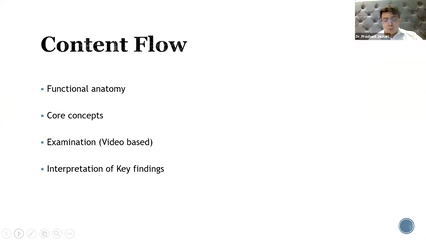 Content Flow
Functional anatomy
Core concepts
Examination (Video based)
Interpretation of Key findings